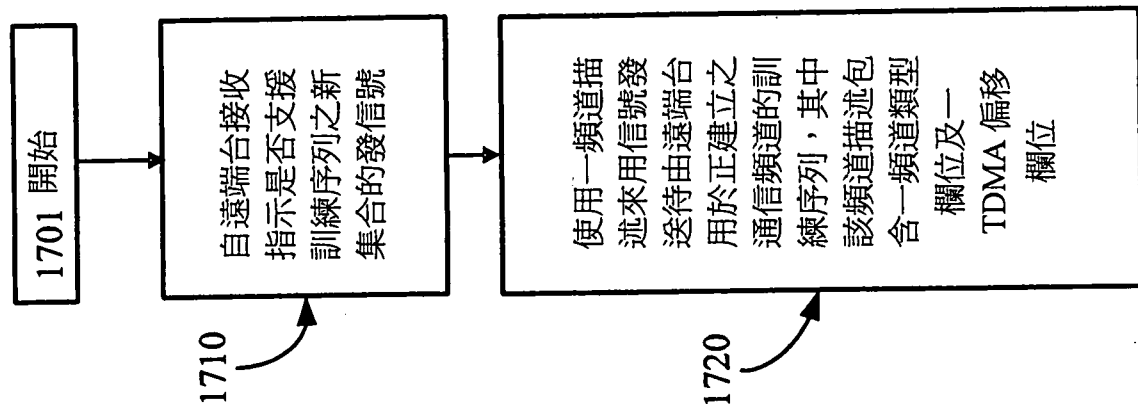 1701 開始
自遠端台接收
指示是否支援
訓練序列之新
集合的發信號
1710
使用一頻道描
述來用信號發
送待由遠端台
用於正建立之
通信頻道的訓
練序列，其中
該頻道描述包
含一頻道類型
欄位及一
TDMA 偏移
欄位
1720